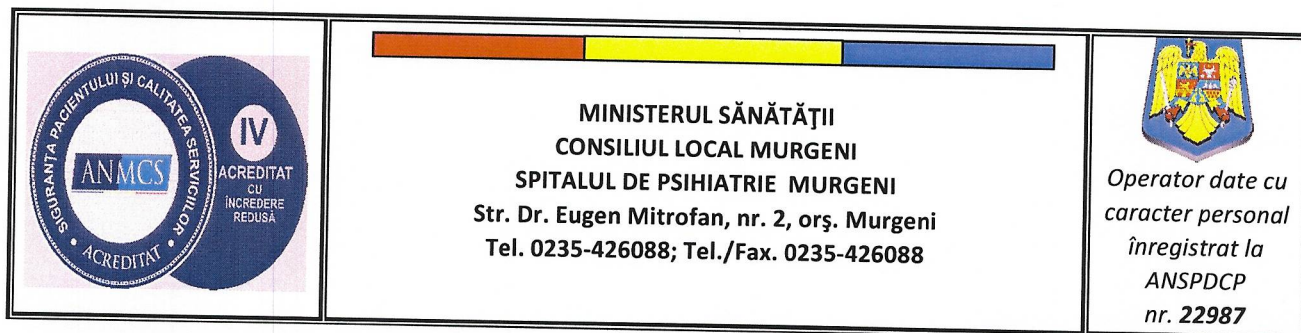 SIGURANȚA PACIENTULUI ȘI CALITATEA SERVICIILOR
ANMCS
• ACREDITAT •
IV
ACREDITAT
CU
ÎNCREDERE
REDUSĂ
MINISTERUL SĂNĂTĂŢII
CONSILIUL LOCAL MURGENI
SPITALUL DE PSIHIATRIE MURGENI
Str. Dr. Eugen Mitrofan, nr. 2, orş. Murgeni
Tel. 0235-426088; Tel./Fax. 0235-426088
Operator date cu
caracter personal
înregistrat la
ANSPDCP
nr. 22987